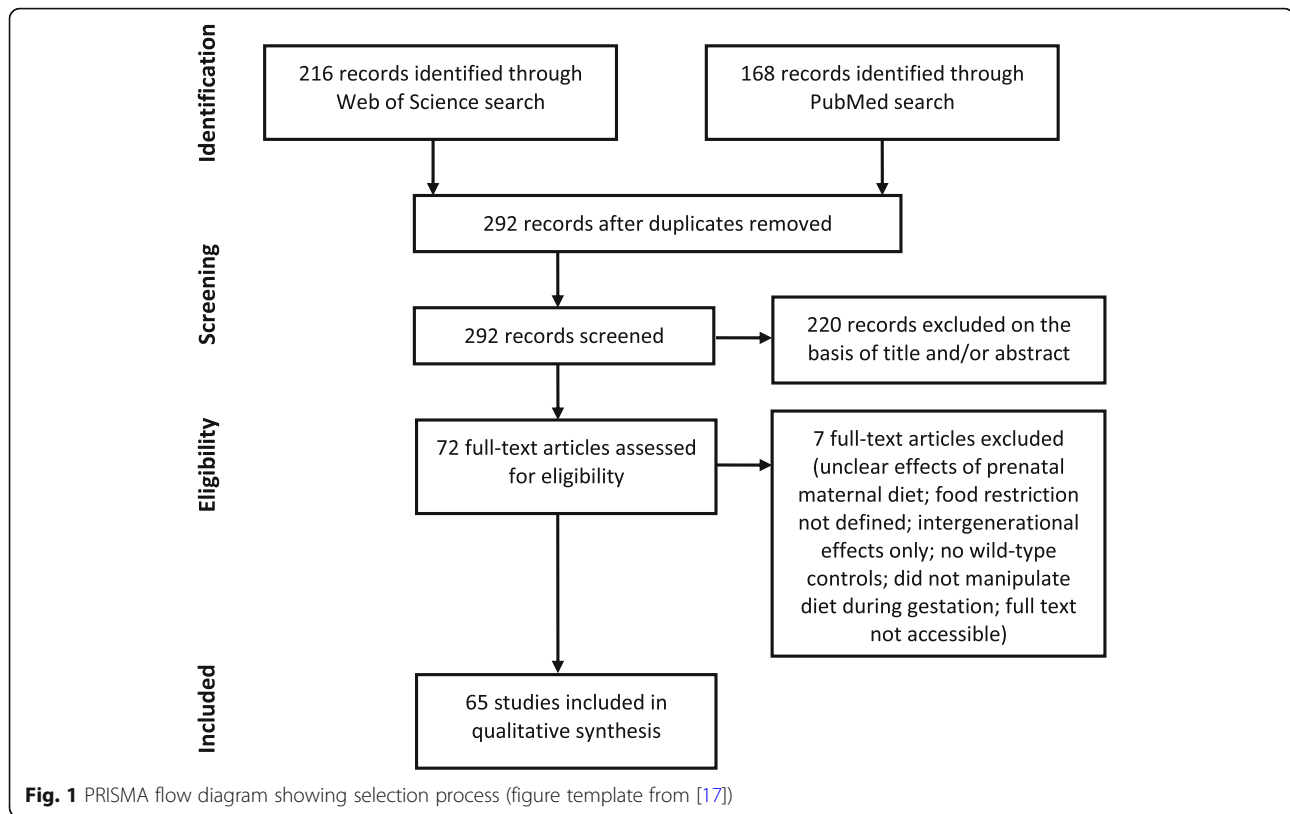 Identification
216 records identified through
Web of Science search
168 records identified through
PubMed search
292 records after duplicates removed
Screening
292 records screened
220 records excluded on the
basis of title and/or abstract
Eligibility
72 full-text articles assessed
for eligibility
7 full-text articles excluded
(unclear effects of prenatal
maternal diet; food restriction
not defined; intergenerational
effects only; no wild-type
controls; did not manipulate
diet during gestation; full text
not accessible)
Included
65 studies included in
qualitative synthesis
Fig. 1 PRISMA flow diagram showing selection process (figure template from [17])